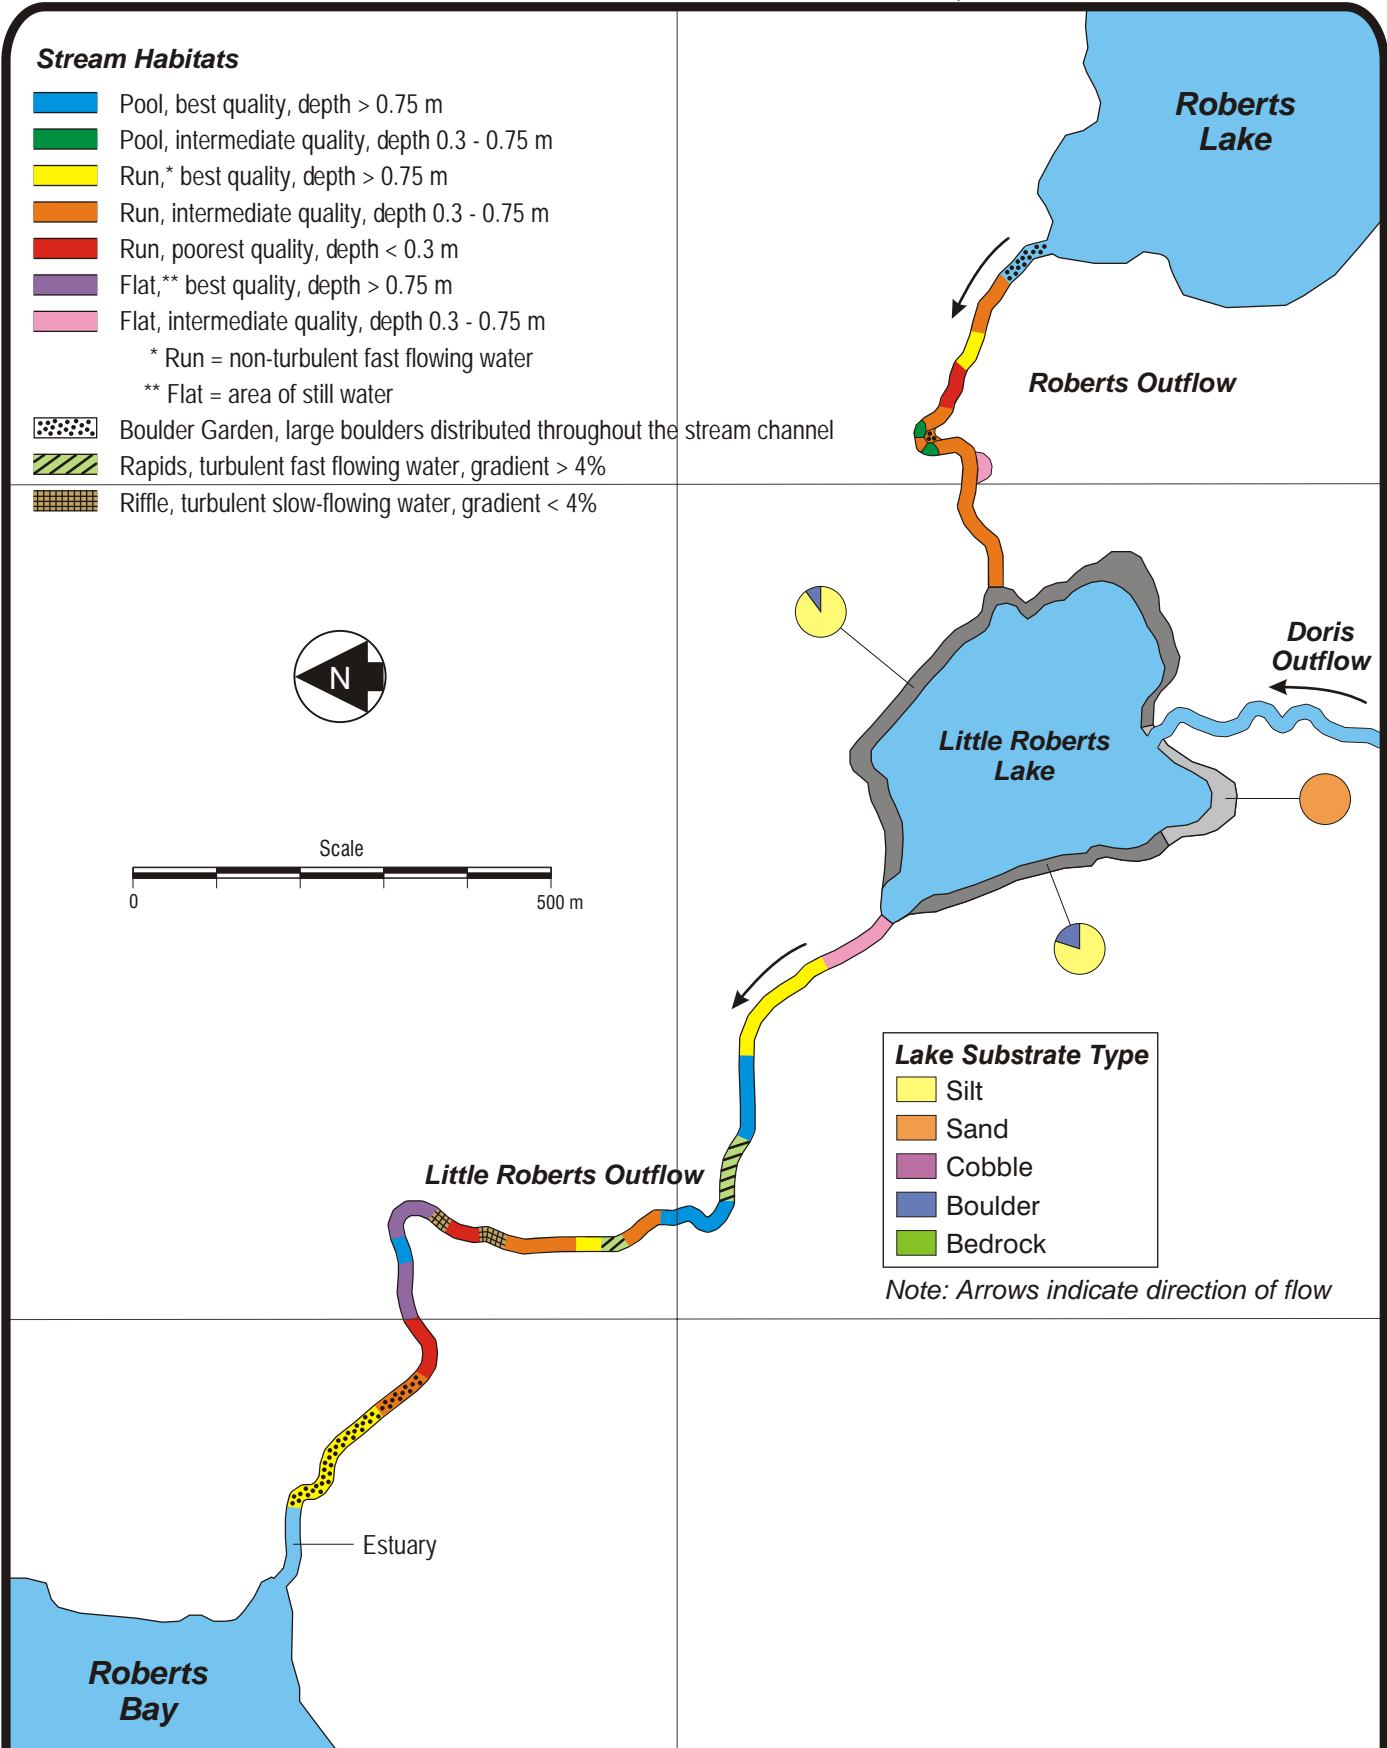 Stream Habitats
Pool, best quality, depth > 0.75 m
Pool, intermediate quality, depth 0.3 - 0.75 m
Run,* best quality, depth > 0.75 m
Run, intermediate quality, depth 0.3 - 0.75 m
Run, poorest quality, depth < 0.3 m
Flat,** best quality, depth > 0.75 m
Flat, intermediate quality, depth 0.3 - 0.75 m
* Run = non-turbulent fast flowing water
** Flat = area of still water
Boulder Garden, large boulders distributed throughout the stream channel
Rapids, turbulent fast flowing water, gradient > 4%
Riffle, turbulent slow-flowing water, gradient < 4%
Roberts
Lake
Roberts Outflow
Doris
Outflow
N
Little Roberts
Lake
Scale
0
500 m
Lake Substrate Type
Silt
Sand
Cobble
Boulder
Bedrock
Note: Arrows indicate direction of flow
Little Roberts Outflow
Estuary
Roberts
Bay